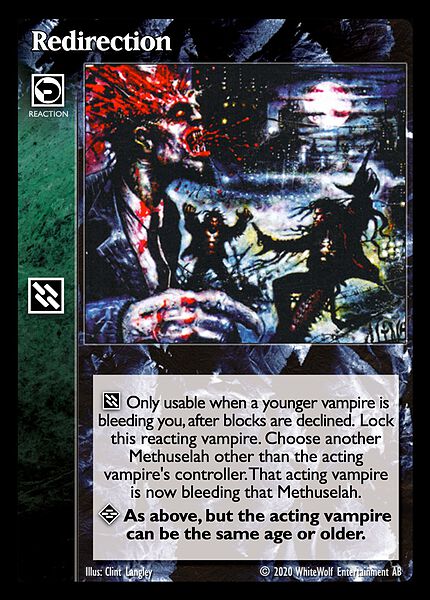 Redirection
REACTION
Only usable when a younger vampire is
bleeding you, after blocks are declined. Lock
this reacting vampire. Choose another
Methuselah other than the acting
vampire's controller. That acting vampire
is now bleeding that Methuselah.
As above, but the acting vampire
can be the same age or older.
Illus: Clint Langley © 2020 WhiteWolf Entertainment AB